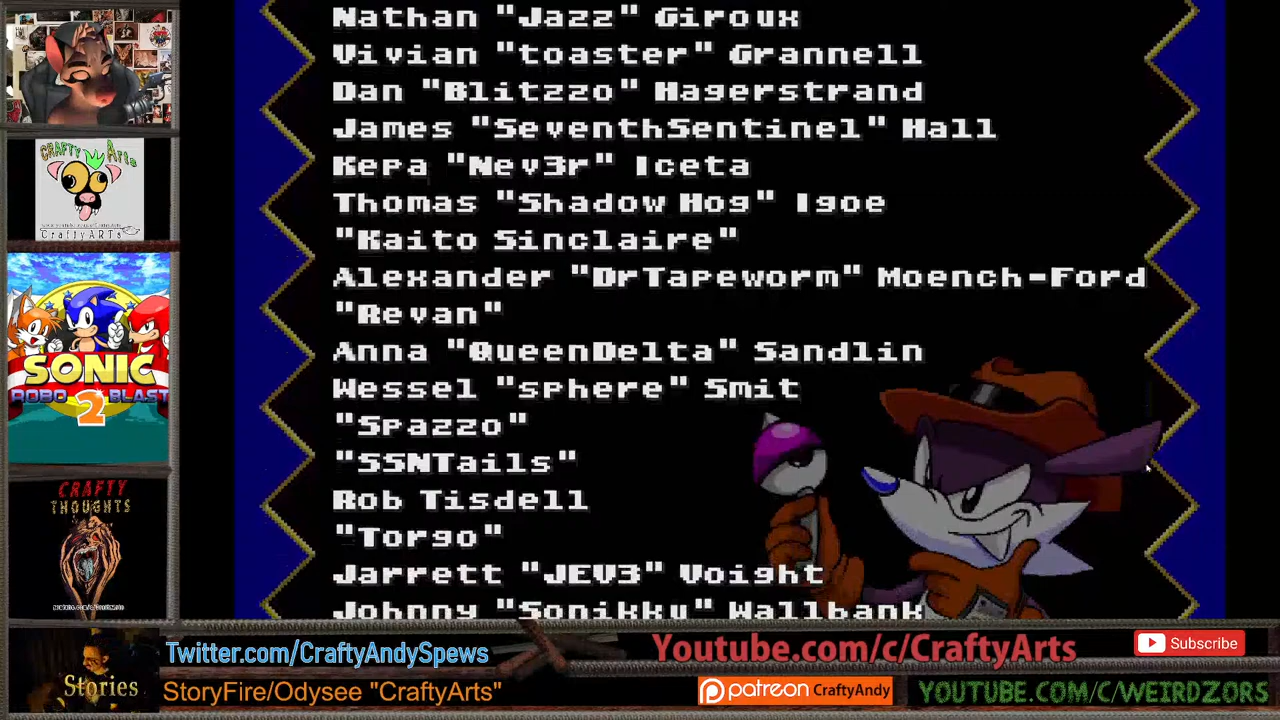 Nathan "Jazz" Giroux
Vivian "toaster" Grannell
Dan "Blitzzo" Hagerstrand
James "SeventhSentinel" Hall
Kepa "Nev3r" Iceta
Thomas "Shadow Hog" Igoe
"Kaito Sinclaire"
Alexander "DrTapeworm" Moench-Ford
"Revan"
Anna "QueenDelta" Sandlin
Wessel "sphere" Smit
"Spazzo"
"SSNTails"
Rob Tisdell
"Torgo"
Jarrett "JEV3" Voight
Johnny "Sonikku" Wallbank
CRAFTY Arts
CraftyARTs
SONIC
ROBO BLAST
2
CRAFTY
THOUGHTS
Stories
Twitter.com/CraftyAndySpews
StoryFire/Odysee "CraftyArts"
Youtube.com/c/CraftyArts
Subscribe
patreon CraftyAndy
YOUTUBE.COM/C/WEIRDZORS